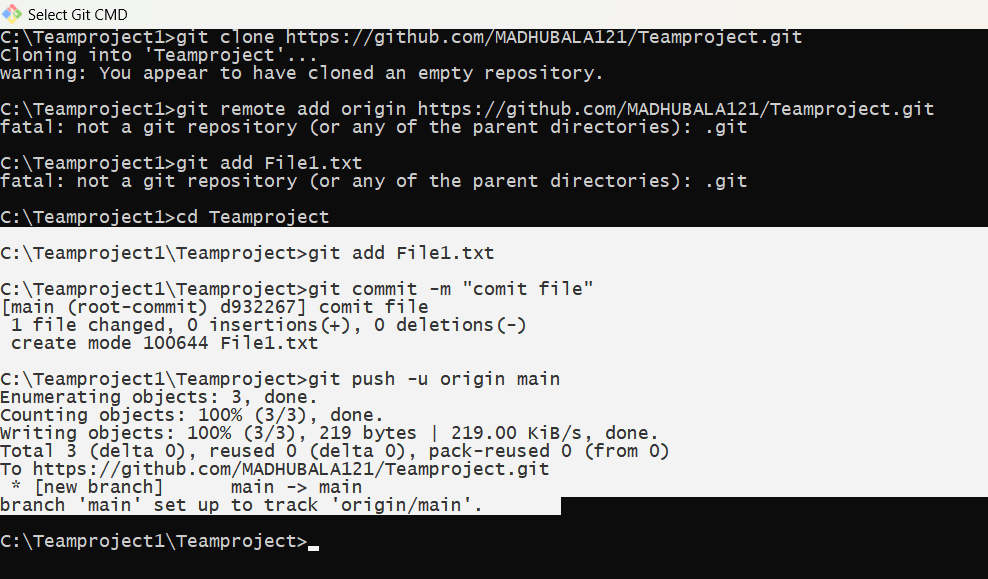 Select Git CMD
C:\Teamproject1>git clone https://github.com/MADHUBALA121/Teamproject.git
Cloning into 'Teamproject'...
warning: You appear to have cloned an empty repository.
C:\Teamproject1>git remote add origin https://github.com/MADHUBALA121/Teamproject.git
fatal: not a git repository (or any of the parent directories): .git
C:\Teamproject1>git add File1.txt
fatal: not a git repository (or any of the parent directories): .git
C:\Teamproject1>cd Teamproject
C:\Teamproject1\Teamproject>git add File1.txt
C:\Teamproject1\Teamproject>git commit -m "comit file"
[main (root-commit) d932267] comit file
 1 file changed, 0 insertions(+), 0 deletions(-)
 create mode 100644 File1.txt
C:\Teamproject1\Teamproject>git push -u origin main
Enumerating objects: 3, done.
Counting objects: 100% (3/3), done.
Writing objects: 100% (3/3), 219 bytes | 219.00 KiB/s, done.
Total 3 (delta 0), reused 0 (delta 0), pack-reused 0 (from 0)
To https://github.com/MADHUBALA121/Teamproject.git
 * [new branch]      main -> main
branch 'main' set up to track 'origin/main'.
C:\Teamproject1\Teamproject>